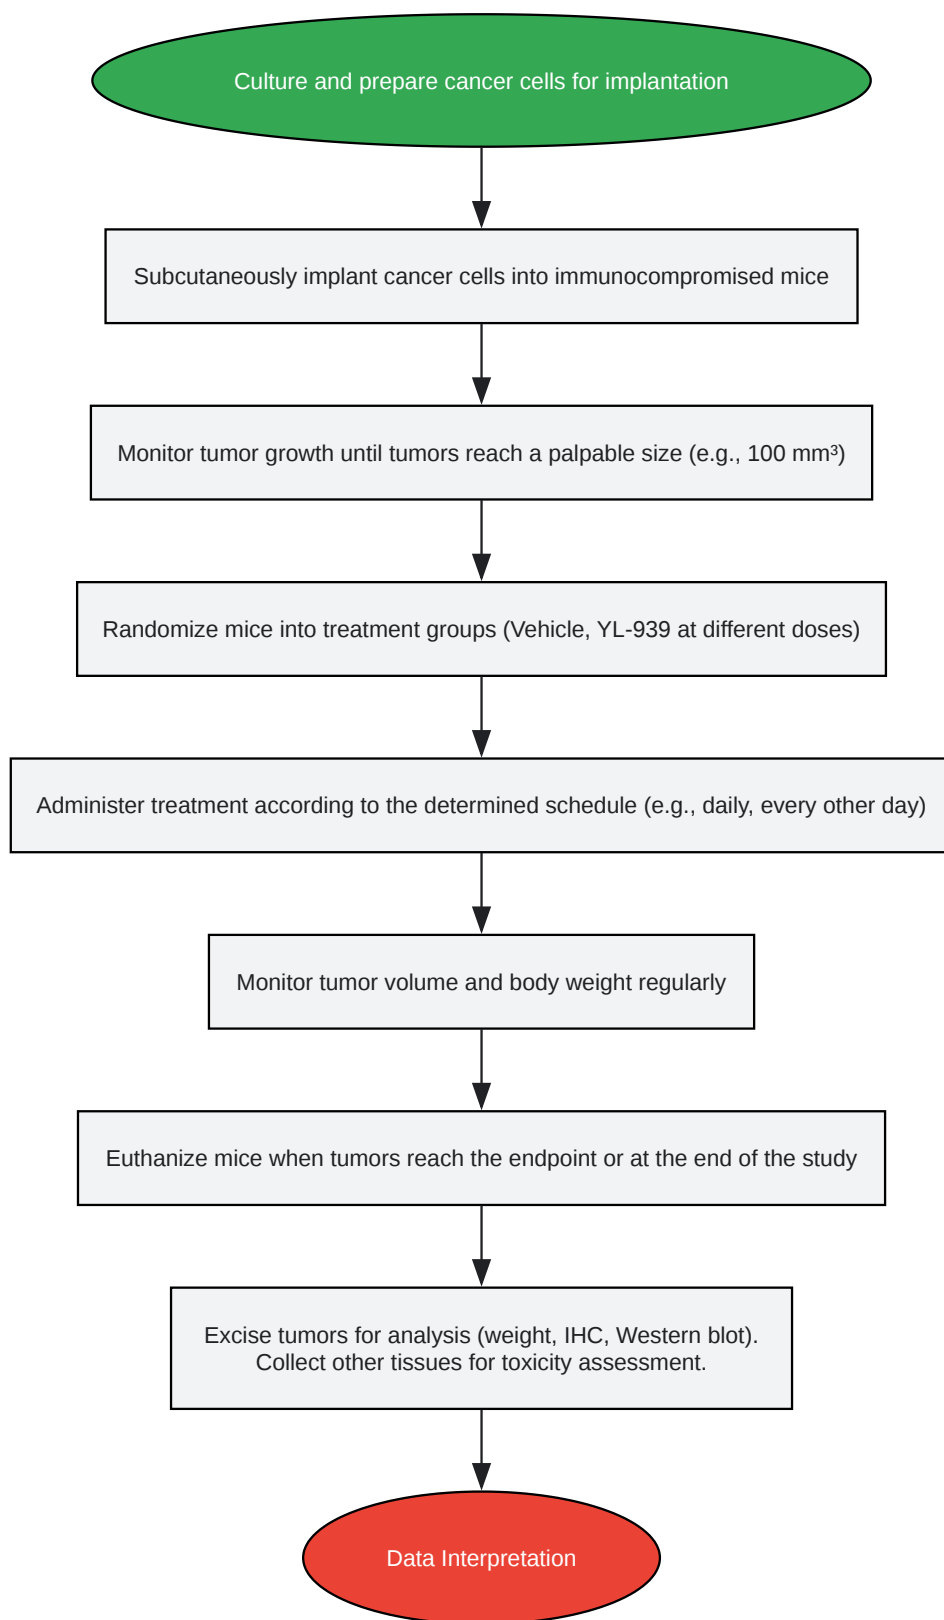 Culture and prepare cancer cells for implantation
Subcutaneously implant cancer cells into immunocompromised mice
Monitor tumor growth until tumors reach a palpable size (e.g., 100 mm³)
Randomize mice into treatment groups (Vehicle, YL-939 at different doses)
Administer treatment according to the determined schedule (e.g., daily, every other day)
Monitor tumor volume and body weight regularly
Euthanize mice when tumors reach the endpoint or at the end of the study
Excise tumors for analysis (weight, IHC, Western blot).
Collect other tissues for toxicity assessment.
Data Interpretation